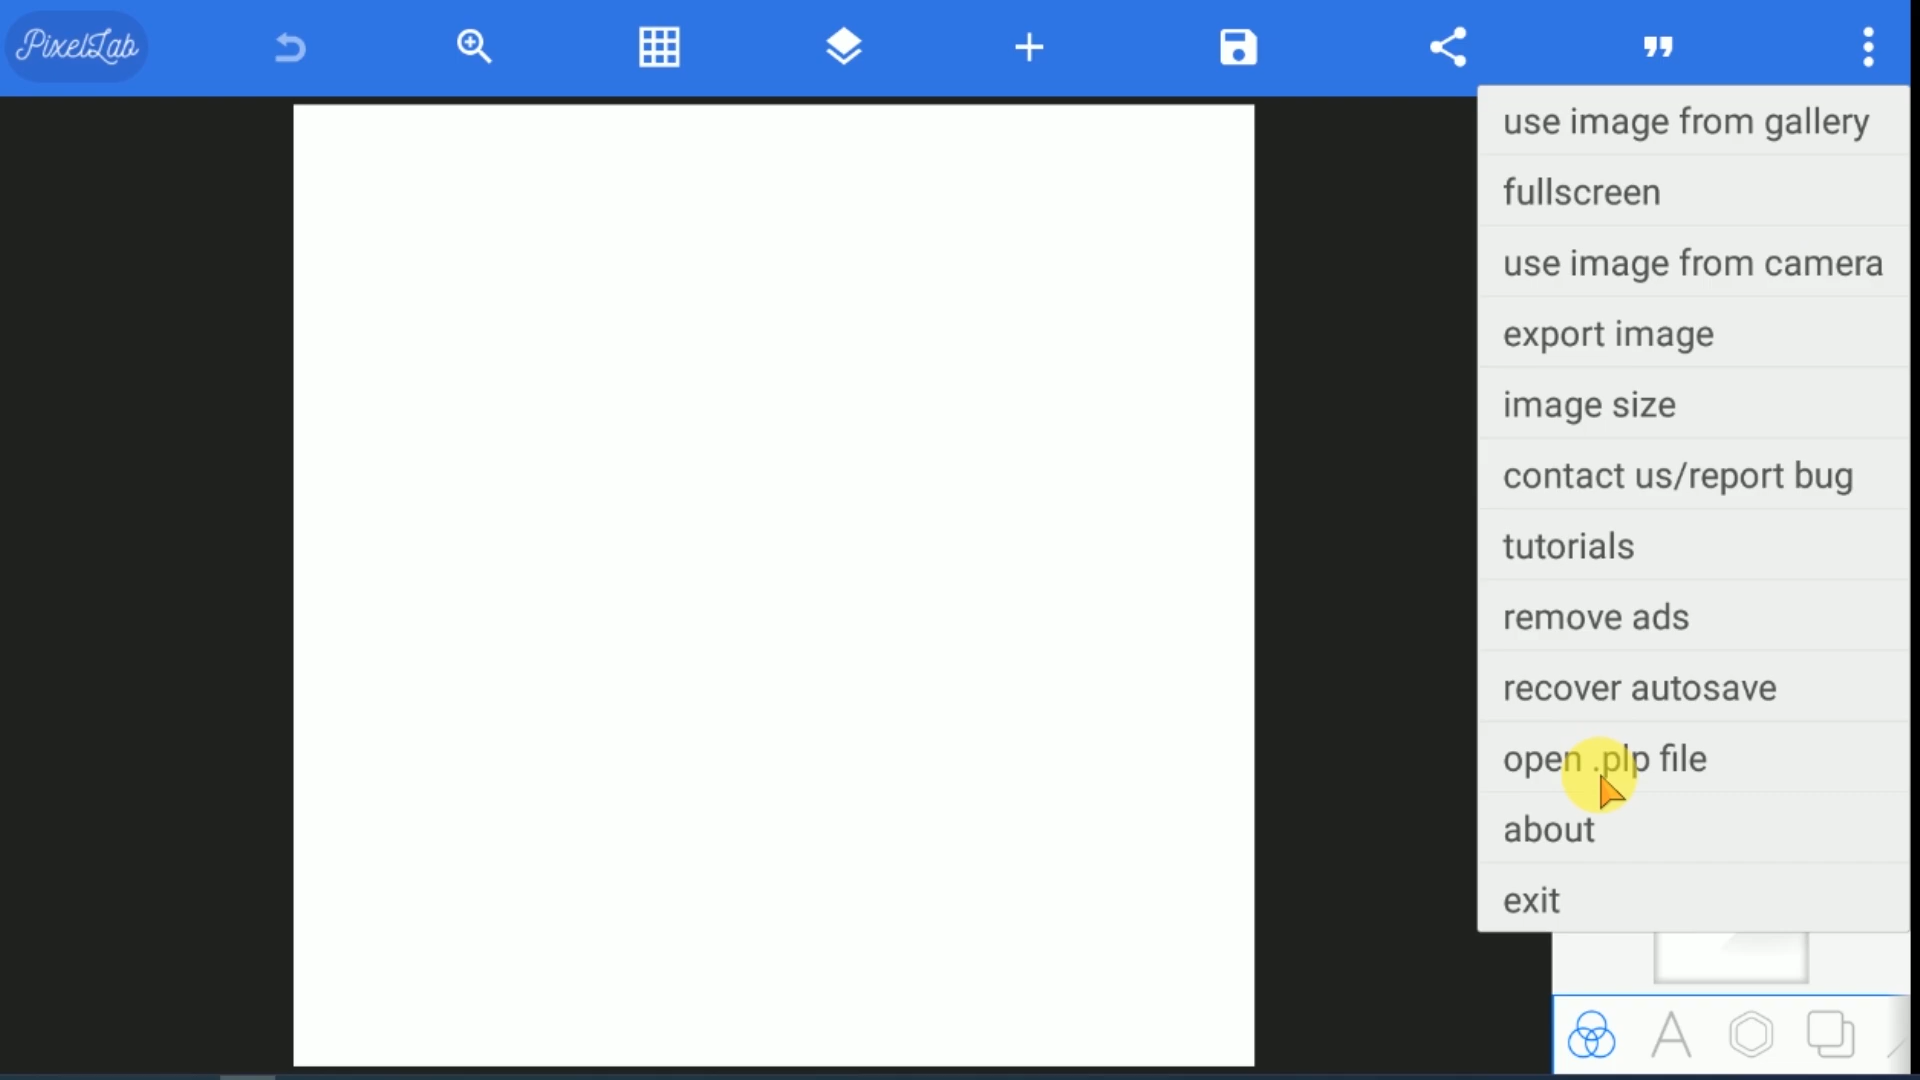 PixelLab
use image from gallery
fullscreen
use image from camera
export image
image size
contact us/report bug
tutorials
remove ads
recover autosave
open .plp file
about
exit